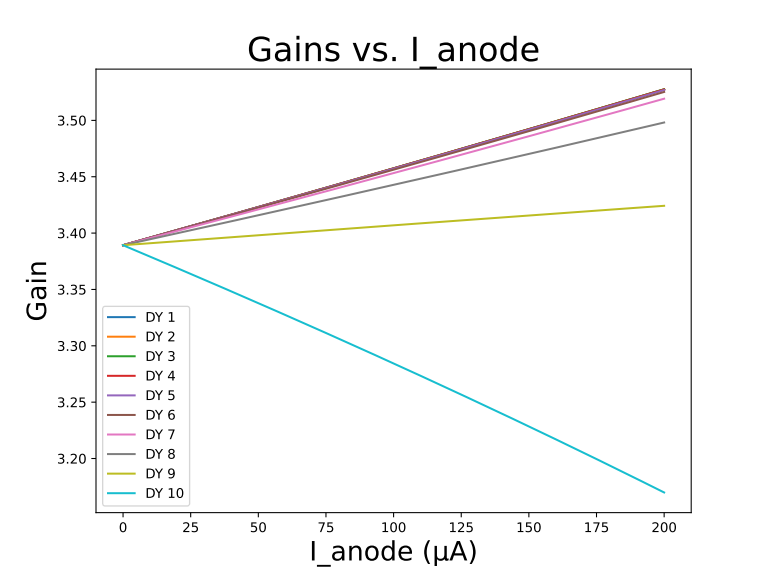 Gains vs. I_anode
Gain
3.50
3.45
3.40
3.35
3.30
3.25
3.20
DY 1
DY 2
DY 3
DY 4
DY 5
DY 6
DY 7
DY 8
DY 9
DY 10
0 25 50 75 100 125 150 175 200
I_anode (μA)